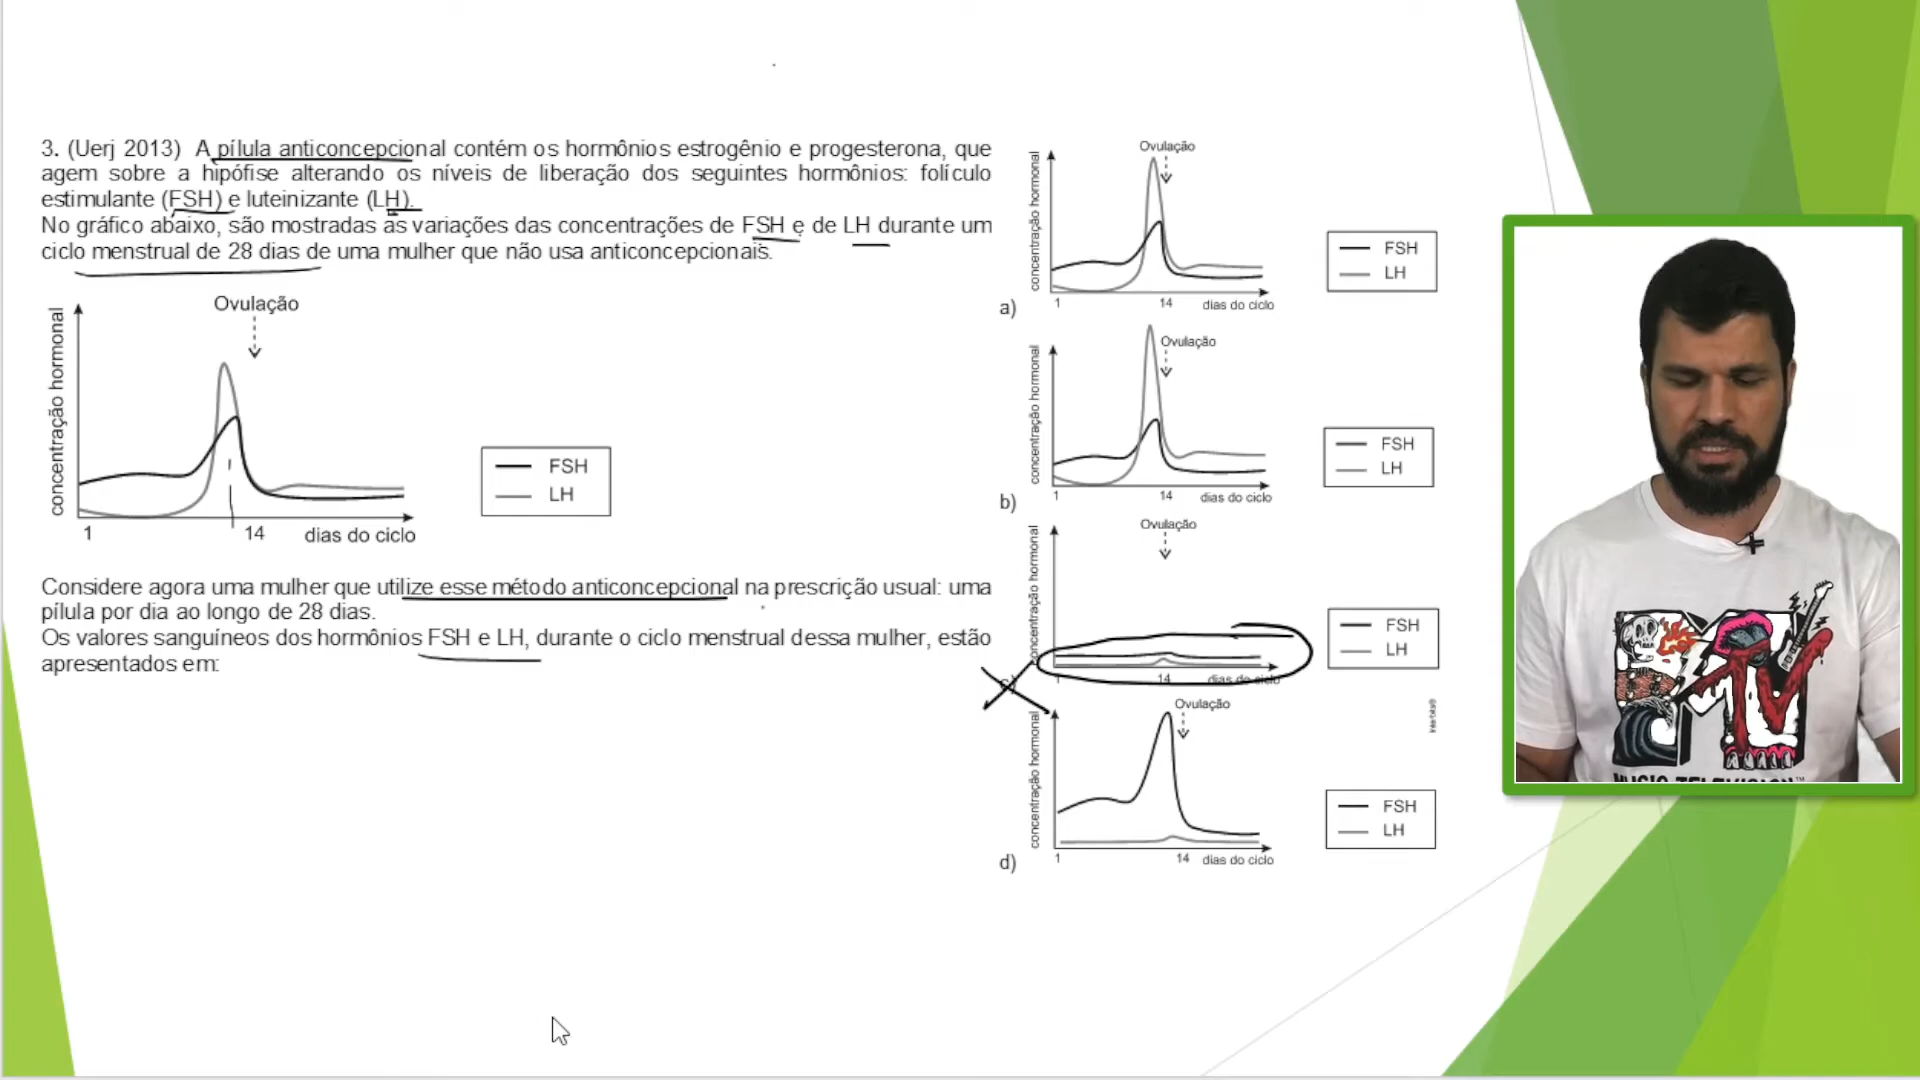 3. (Uerj 2013) A pílula anticoncepcional contém os hormônios estrogênio e progesterona, que
agem sobre a hipófise alterando os níveis de liberação dos seguintes hormônios: folículo
estimulante (FSH) e luteinizante (LH).
No gráfico abaixo, são mostradas as variações das concentrações de FSH e de LH durante um
ciclo menstrual de 28 dias de uma mulher que não usa anticoncepcionais.
Ovulação
concentração hormonal
FSH
LH
1
14
dias do ciclo
Considere agora uma mulher que utilize esse método anticoncepcional na prescrição usual: uma
pílula por dia ao longo de 28 dias.
Os valores sanguíneos dos hormônios FSH e LH, durante o ciclo menstrual dessa mulher, estão
apresentados em:
Ovulação
concentração hormonal
FSH
LH
1
14
dias do ciclo
a)
Ovulação
concentração hormonal
FSH
LH
1
14
dias do ciclo
b)
Ovulação
concentração hormonal
FSH
LH
1
14
dias do ciclo
c)
Ovulação
concentração hormonal
FSH
LH
1
14
dias do ciclo
d)
MUSIC TELEVISION™